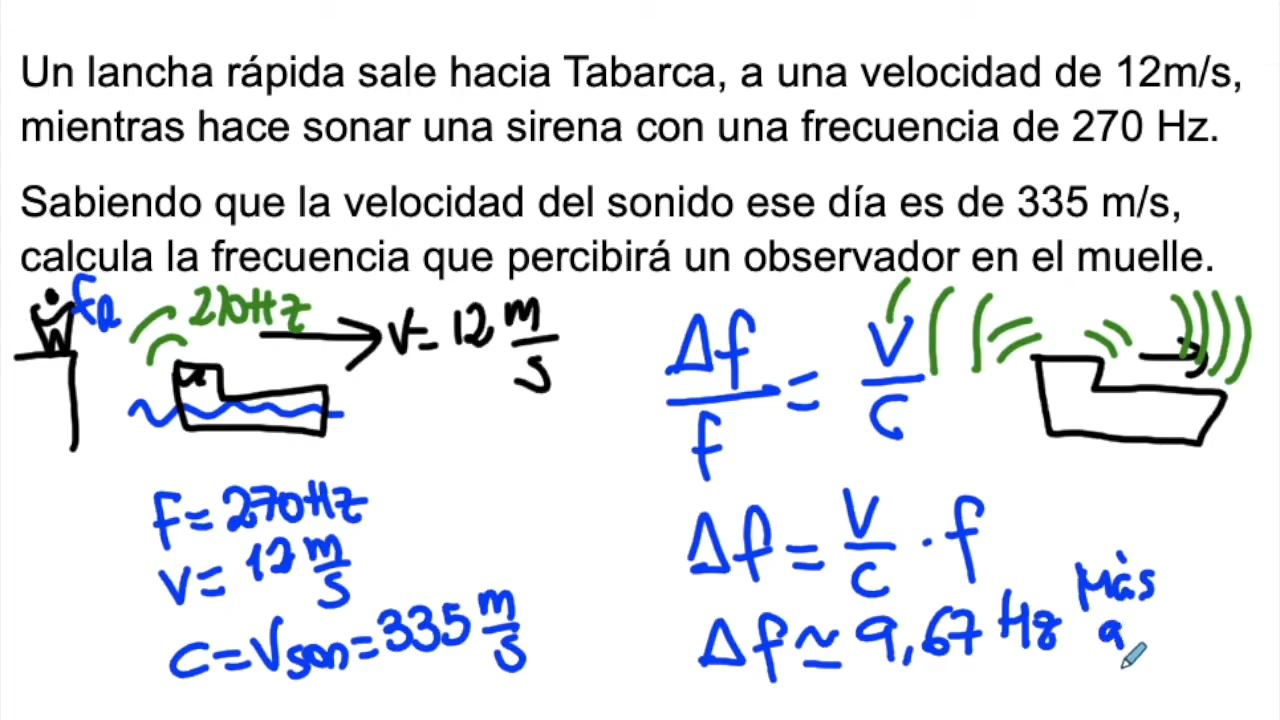 Un lancha rápida sale hacia Tabarca, a una velocidad de 12m/s,
mientras hace sonar una sirena con una frecuencia de 270 Hz.
Sabiendo que la velocidad del sonido ese día es de 335 m/s,
calcula la frecuencia que percibirá un observador en el muelle.
270Hz
V= 12 m/s
Δf/f = V/c
f=270Hz
V= 12 m/s
c=Vson=335 m/s
Δf = V/c · f
Δf ≃ 9,67 Hz Más
a